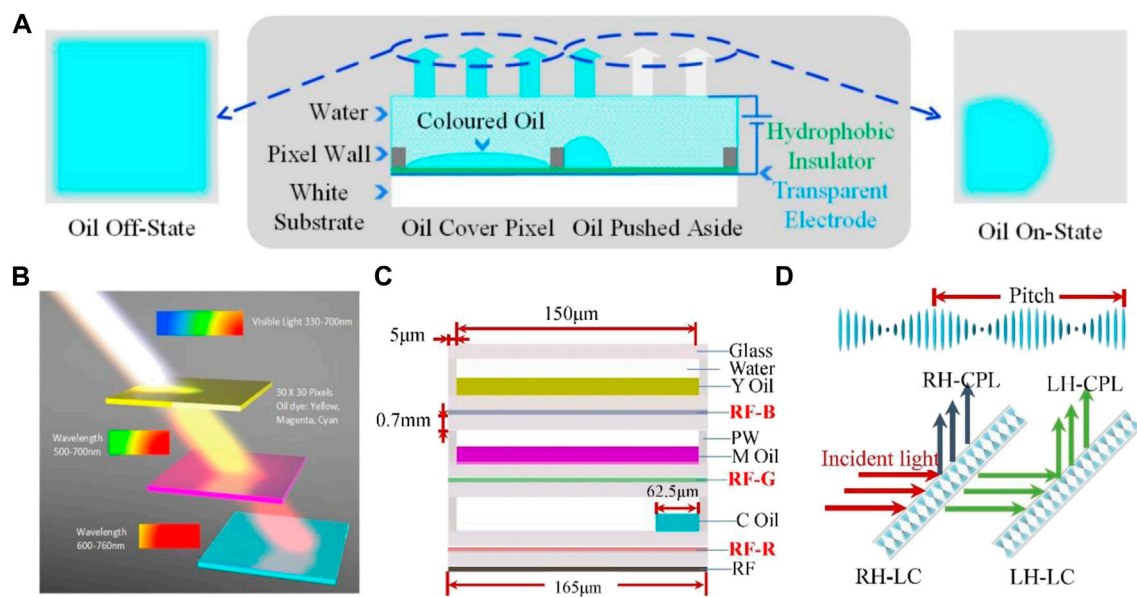 A
Water
Coloured Oil
Pixel Wall
White
Substrate
Hydrophobic
Insulator
Transparent
Electrode
Oil Off-State
Oil Cover Pixel
Oil Pushed Aside
Oil On-State
B
Visible Light 330-700nm
30 X 30 Pixels
Oil dye: Yellow,
Magenta, Cyan
Wavelength
500-700nm
Wavelength
600-760nm
C
150μm
5μm
Glass
Water
Y Oil
RF-B
0.7mm
PW
M Oil
RF-G
62.5μm
C Oil
RF-R
RF
165μm
D
Pitch
RH-CPL
LH-CPL
Incident light
RH-LC
LH-LC